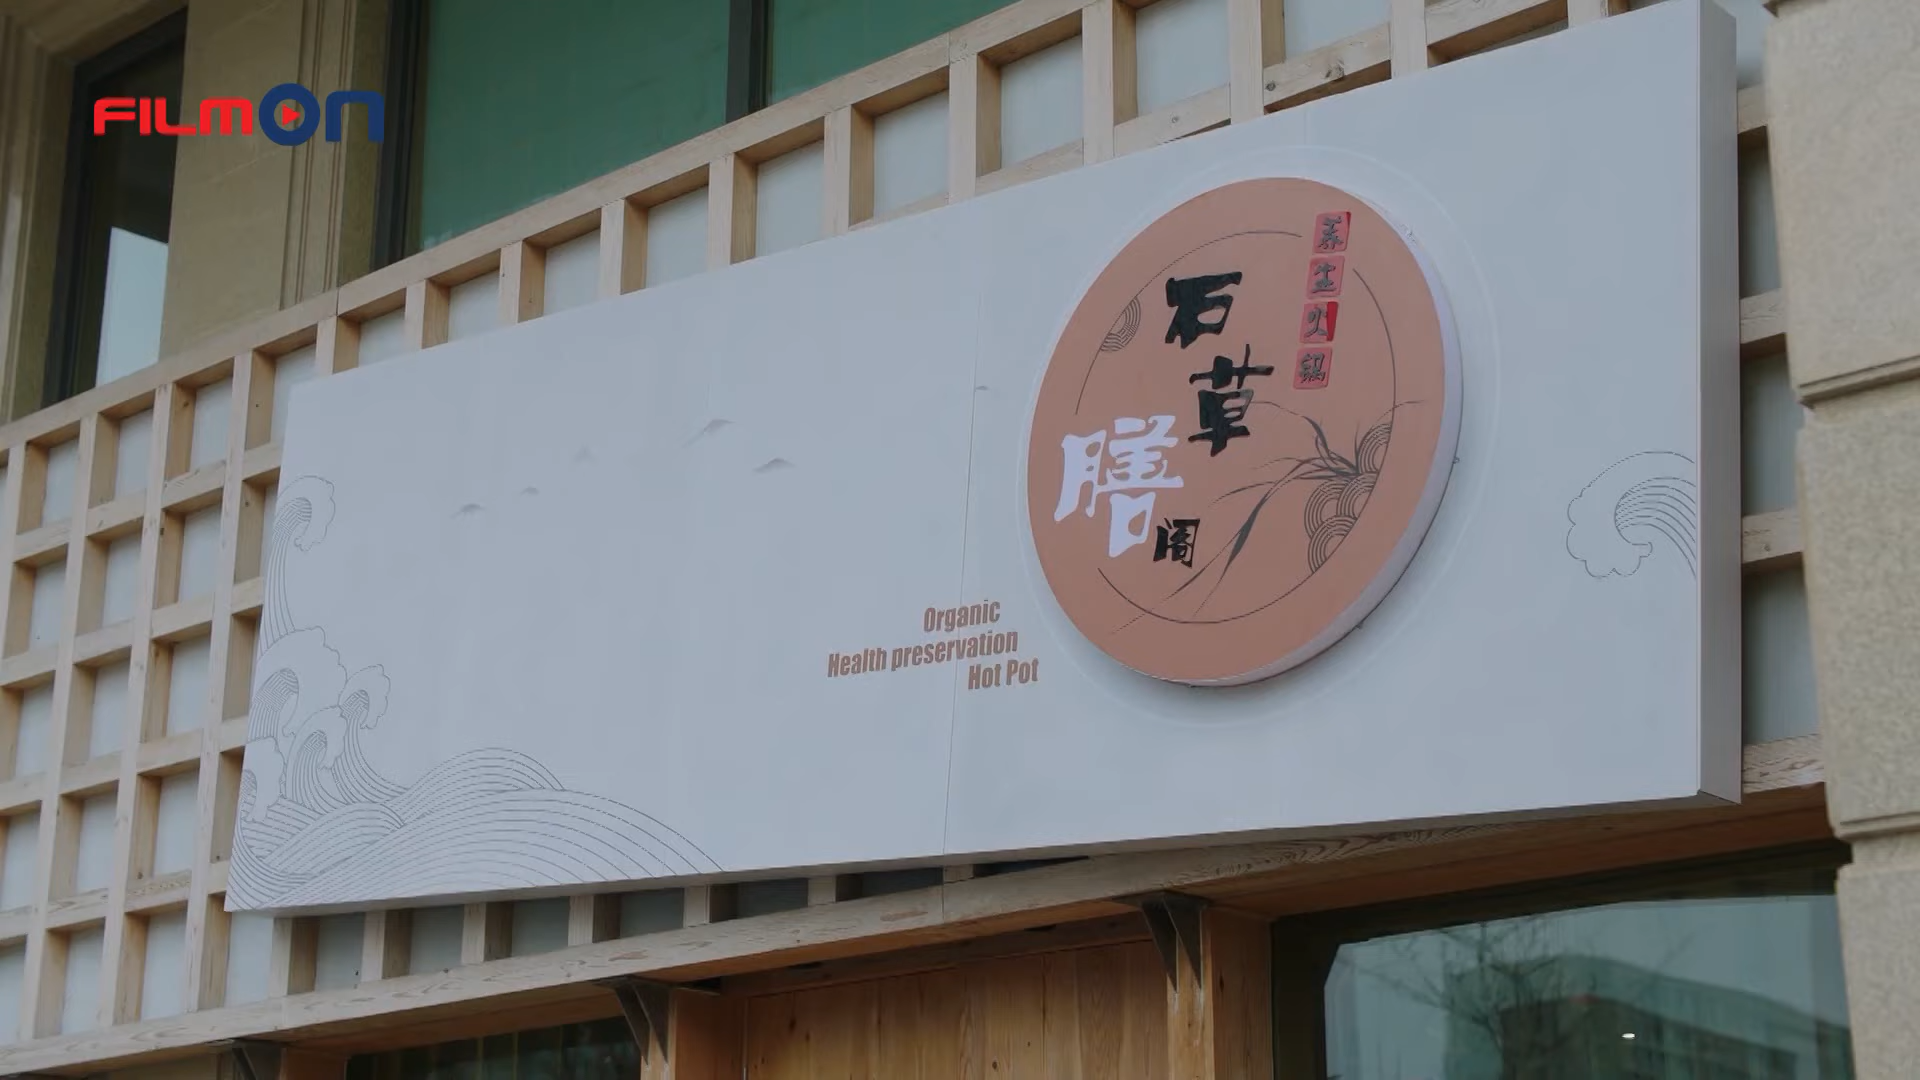 FILMON
养生火锅
石草
膳阁
Organic
Health preservation
Hot Pot